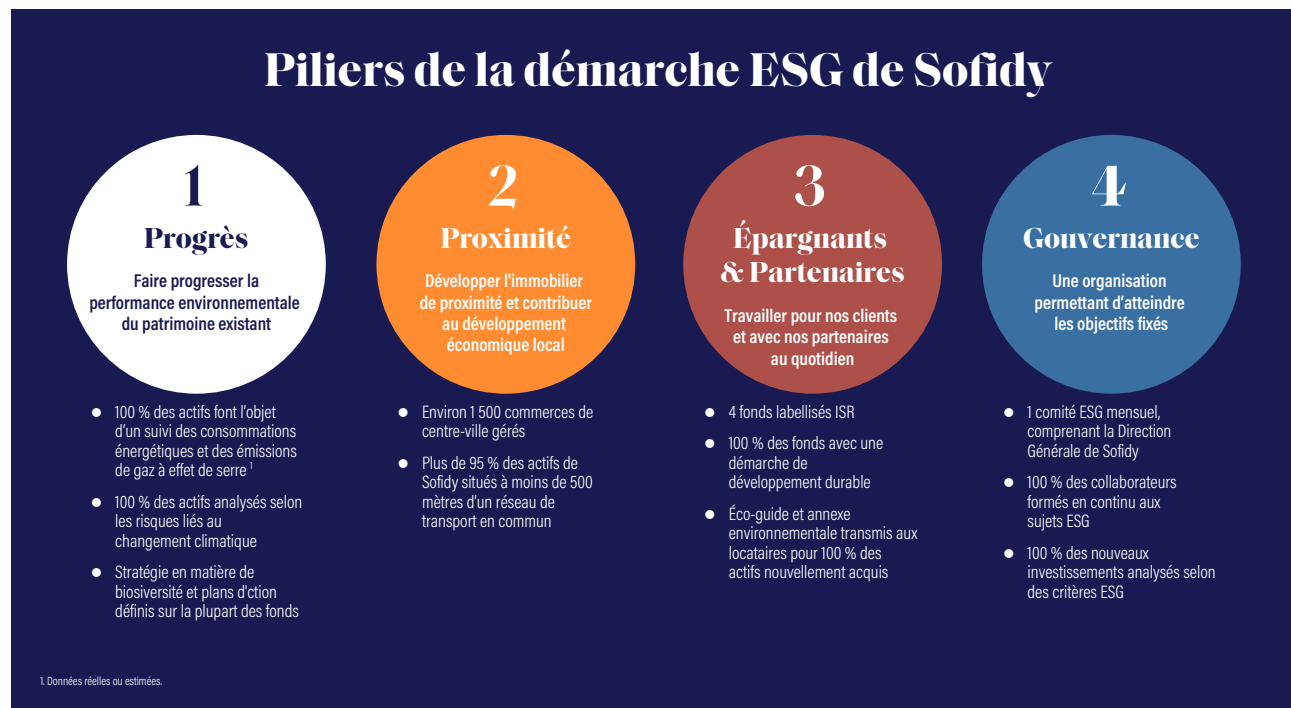 Piliers de la démarche ESG de Sofidy
1
Progrès
Faire progresser la
performance environnementale
du patrimoine existant
100 % des actifs font l'objet
d'un suivi des consommations
énergétiques et des émissions
de gaz à effet de serre 1
100 % des actifs analysés selon
les risques liés au
changement climatique
Stratégie en matière de
biosiversité et plans d'ction
définis sur la plupart des fonds
2
Proximité
Développer l'immobilier
de proximité et contribuer
au développement
économique local
Environ 1 500 commerces de
centre-ville gérés
Plus de 95 % des actifs de
Sofidy situés à moins de 500
mètres d'un réseau de
transport en commun
3
Épargnants
& Partenaires
Travailler pour nos clients
et avec nos partenaires
au quotidien
4 fonds labellisés ISR
100 % des fonds avec une
démarche de
développement durable
Éco-guide et annexe
environnementale transmis aux
locataires pour 100 % des
actifs nouvellement acquis
4
Gouvernance
Une organisation
permettant d'atteindre
les objectifs fixés
1 comité ESG mensuel,
comprenant la Direction
Générale de Sofidy
100 % des collaborateurs
formés en continu aux
sujets ESG
100 % des nouveaux
investissements analysés selon
des critères ESG
1. Données réelles ou estimées.